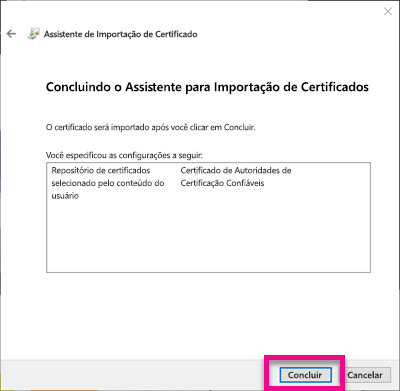 Assistente de Importação de Certificado
Concluindo o Assistente para Importação de Certificados
O certificado será importado após você clicar em Concluir.
Você especificou as configurações a seguir:
Repositório de certificados Certificado de Autoridades de
selecionado pelo conteúdo do Certificação Confiáveis
usuário
Concluir Cancelar